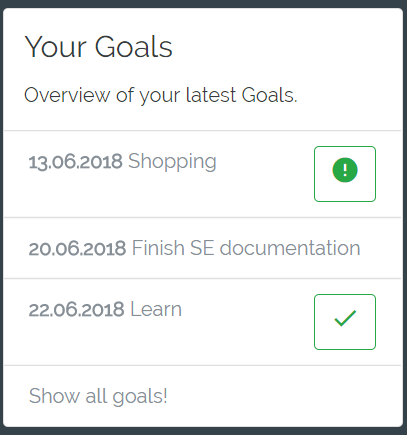 Your Goals
Overview of your latest Goals.
13.06.2018 Shopping
20.06.2018 Finish SE documentation
22.06.2018 Learn
Show all goals!